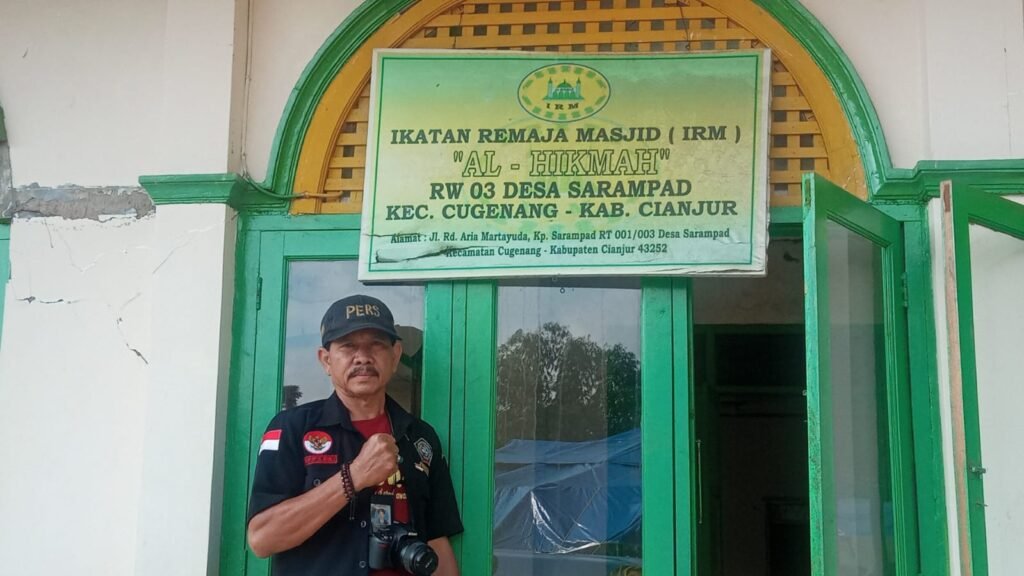 IRM
IKATAN REMAJA MASJID ( IRM )
"AL - HIKMAH"
RW 03 DESA SARAMPAD
KEC. CUGENANG - KAB. CIANJUR
Alamat : Jl. Rd. Aria Martayuda, Kp. Sarampad RT 001/003 Desa Sarampad
Kecamatan Cugenang - Kabupaten Cianjur 43252
PERS